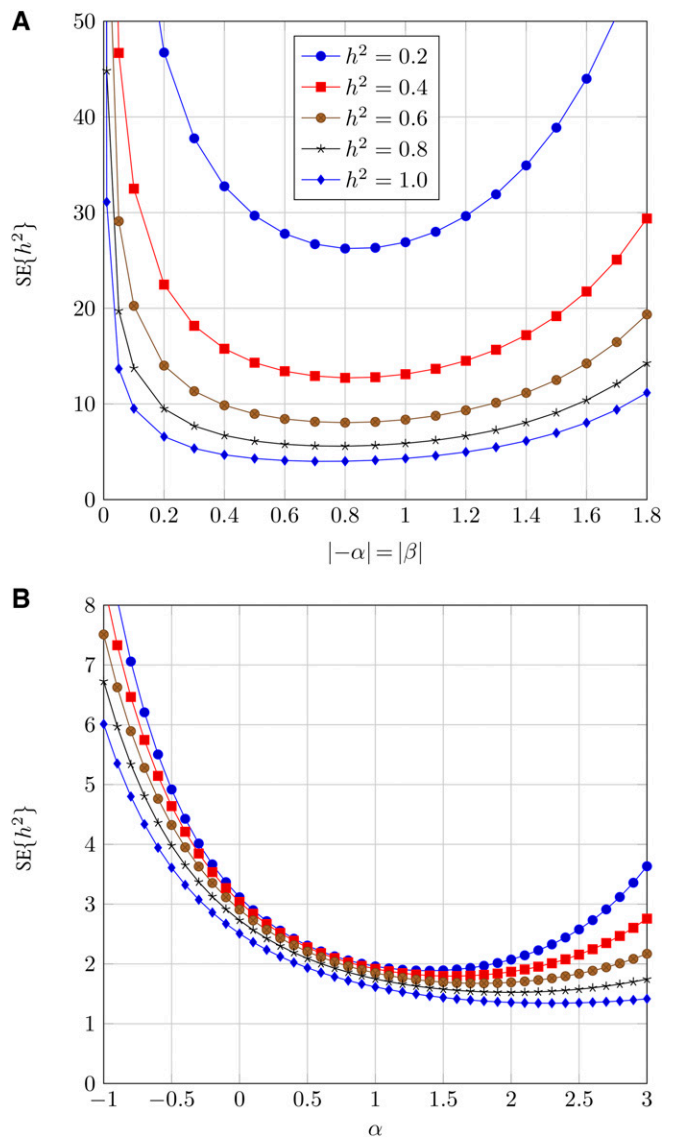 A
50
40
30
20
10
0
SE{h²}
h² = 0.2
h² = 0.4
h² = 0.6
h² = 0.8
h² = 1.0
0 0.2 0.4 0.6 0.8 1 1.2 1.4 1.6 1.8
|−α| = |β|
B
8
7
6
5
4
3
2
1
0
SE{h²}
−1 −0.5 0 0.5 1 1.5 2 2.5 3
α